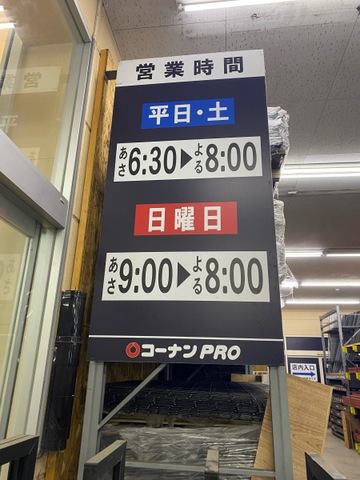 営業時間
平日・土
あさ6:30▶よる8:00
日曜日
あさ9:00▶よる8:00
コーナンPRO
店内入口